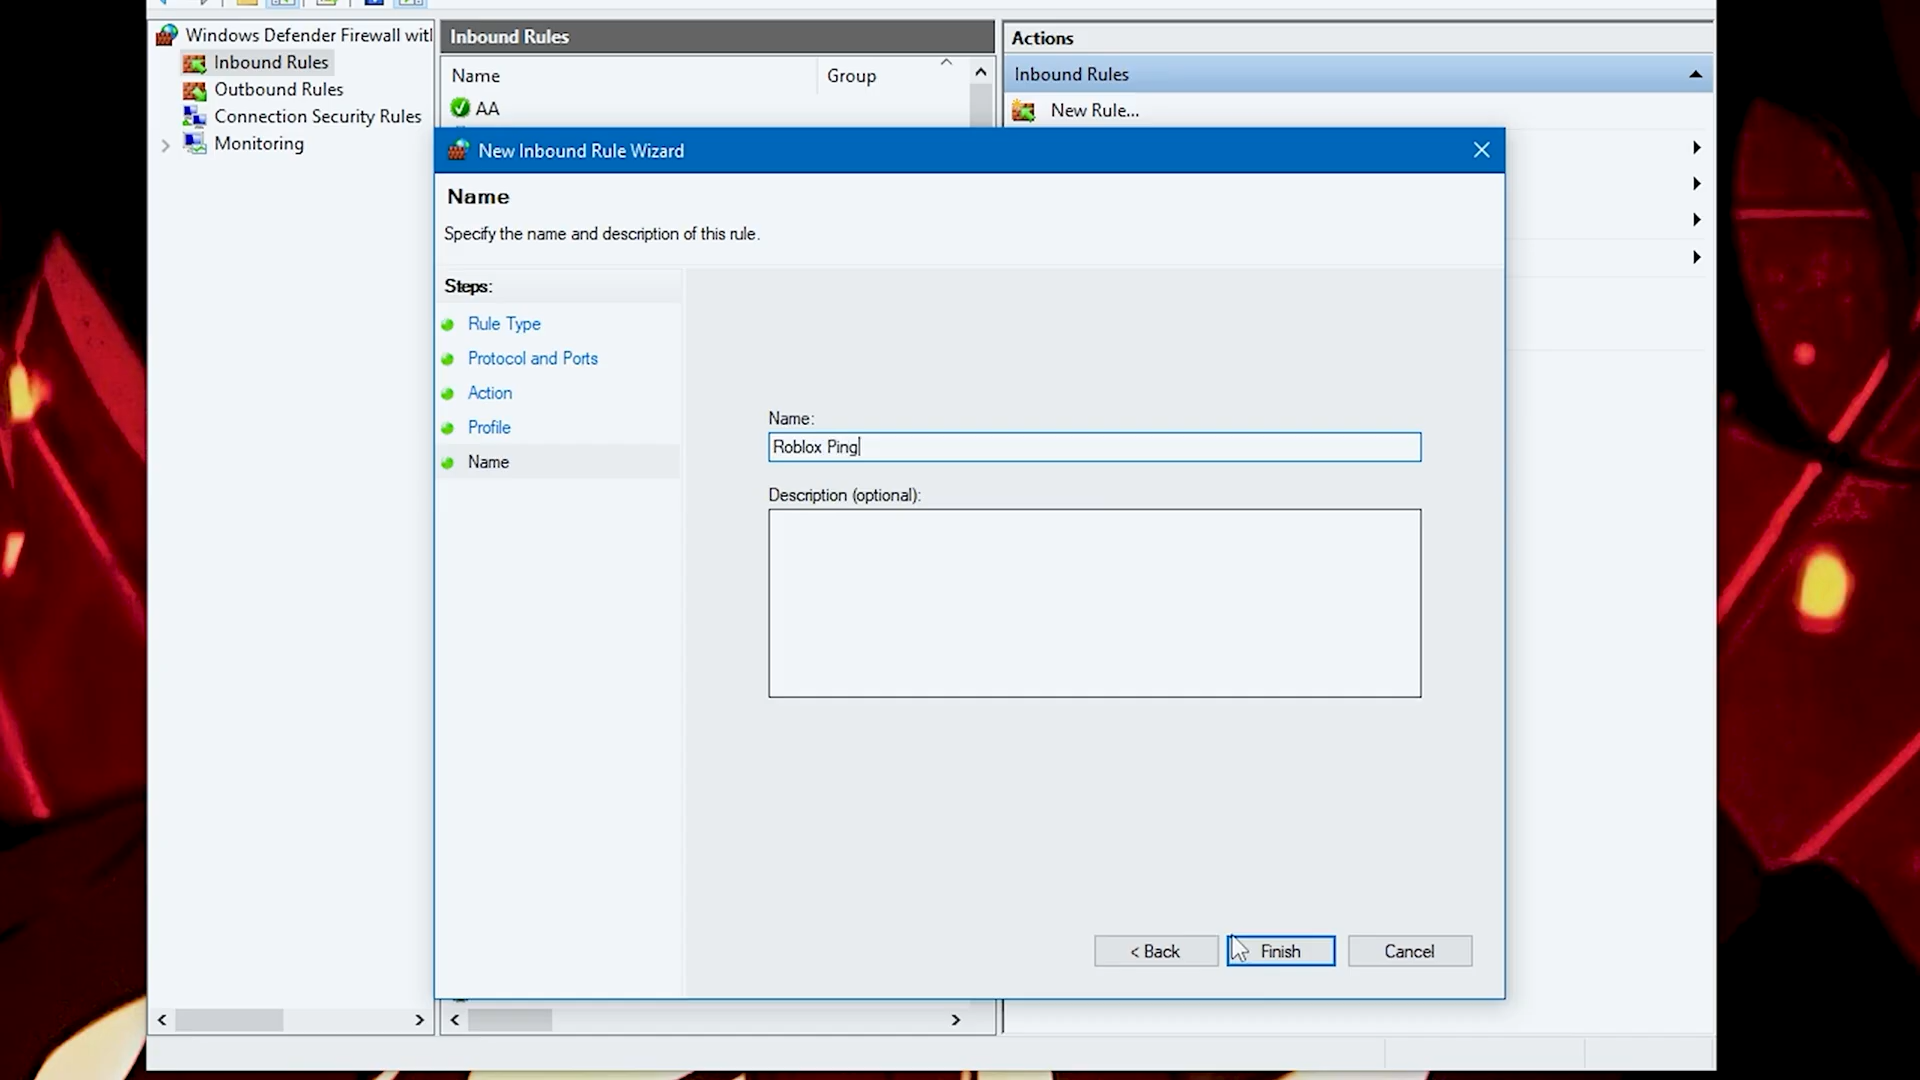 Windows Defender Firewall wit
Inbound Rules
Outbound Rules
Connection Security Rules
Monitoring
Inbound Rules
Name
Group
AA
Actions
Inbound Rules
New Rule...
New Inbound Rule Wizard
Name
Specify the name and description of this rule.
Steps:
Rule Type
Protocol and Ports
Action
Profile
Name
Name:
Roblox Ping
Description (optional):
< Back
Finish
Cancel